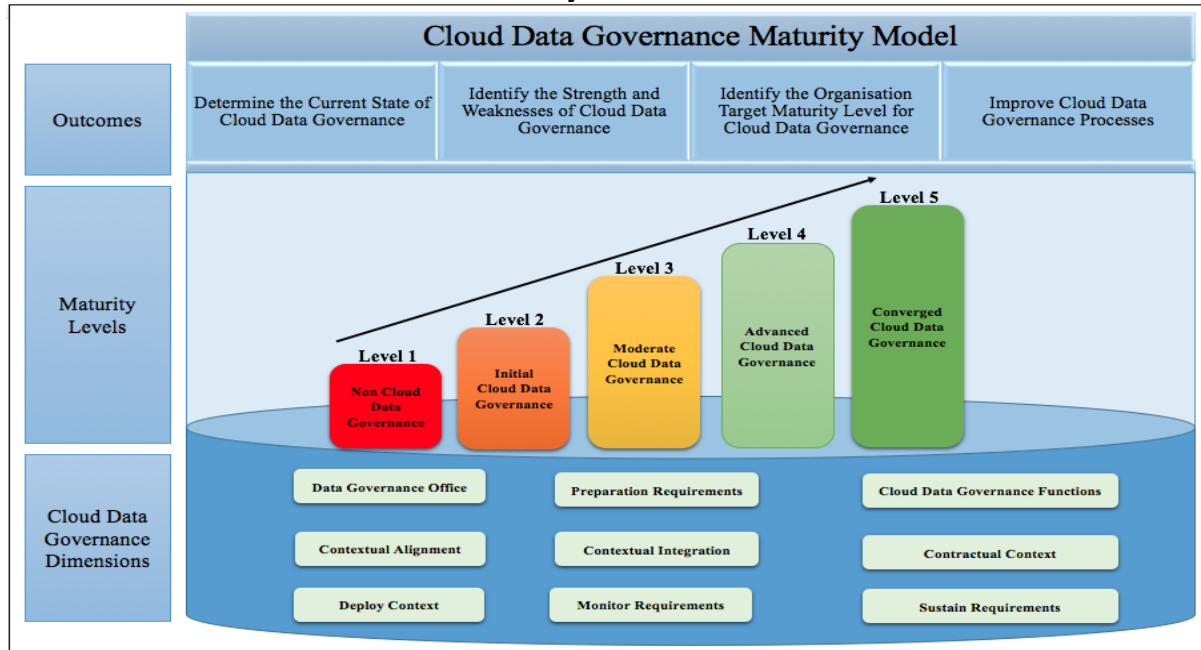 Cloud Data Governance Maturity Model
Outcomes
Determine the Current State of
Cloud Data Governance
Identify the Strength and
Weaknesses of Cloud Data
Governance
Identify the Organisation
Target Maturity Level for
Cloud Data Governance
Improve Cloud Data
Governance Processes
Maturity
Levels
Level 1
Non Cloud
Data
Governance
Level 2
Initial
Cloud Data
Governance
Level 3
Moderate
Cloud Data
Governance
Level 4
Advanced
Cloud Data
Governance
Level 5
Converged
Cloud Data
Governance
Cloud Data
Governance
Dimensions
Data Governance Office
Preparation Requirements
Cloud Data Governance Functions
Contextual Alignment
Contextual Integration
Contractual Context
Deploy Context
Monitor Requirements
Sustain Requirements